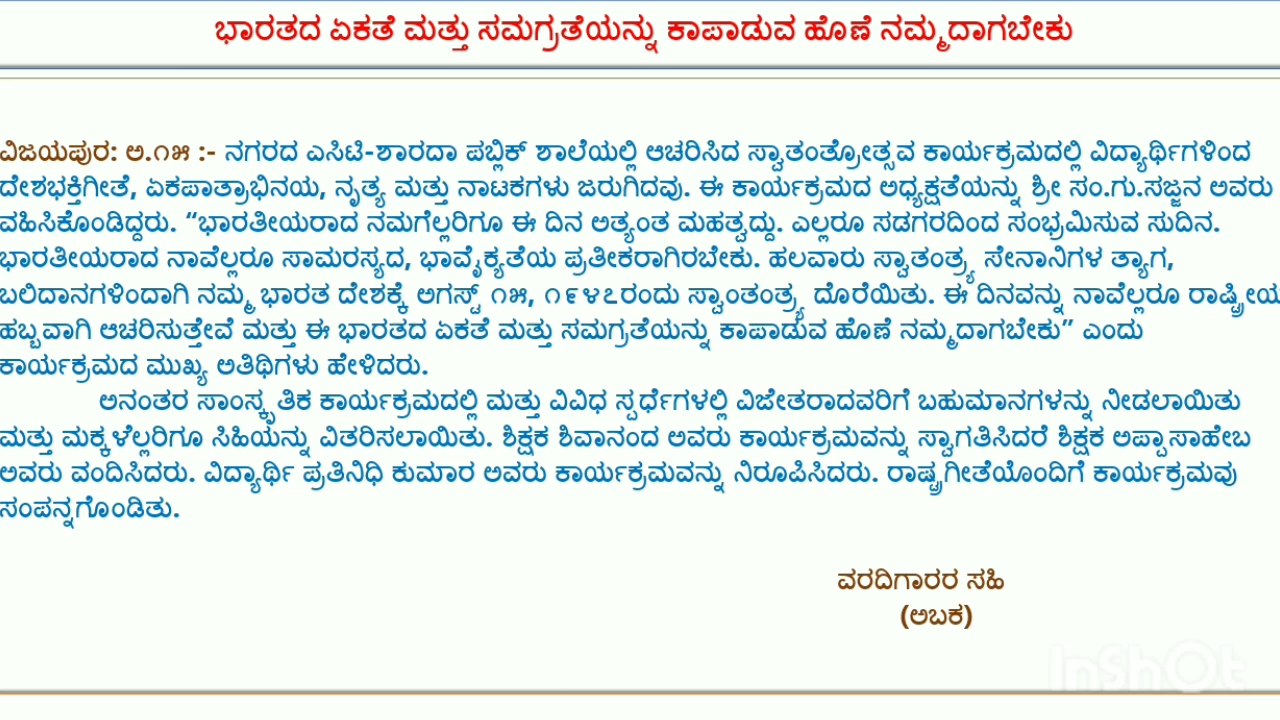 ಭಾರತದ ಏಕತೆ ಮತ್ತು ಸಮಗ್ರತೆಯನ್ನು ಕಾಪಾಡುವ ಹೊಣೆ ನಮ್ಮದಾಗಬೇಕು
ವಿಜಯಪುರ: ಅ.೧೫ :- ನಗರದ ಎಸಿಟಿ-ಶಾರದಾ ಪಬ್ಲಿಕ್ ಶಾಲೆಯಲ್ಲಿ ಆಚರಿಸಿದ ಸ್ವಾತಂತ್ರೋತ್ಸವ ಕಾರ್ಯಕ್ರಮದಲ್ಲಿ ವಿದ್ಯಾರ್ಥಿಗಳಿಂದ
ದೇಶಭಕ್ತಿಗೀತೆ, ಏಕಪಾತ್ರಾಭಿನಯ, ನೃತ್ಯ ಮತ್ತು ನಾಟಕಗಳು ಜರುಗಿದವು. ಈ ಕಾರ್ಯಕ್ರಮದ ಅಧ್ಯಕ್ಷತೆಯನ್ನು ಶ್ರೀ ಸಂ.ಗು.ಸಜ್ಜನ ಅವರು
ವಹಿಸಿಕೊಂಡಿದ್ದರು. “ಭಾರತೀಯರಾದ ನಮಗೆಲ್ಲರಿಗೂ ಈ ದಿನ ಅತ್ಯಂತ ಮಹತ್ವದ್ದು. ಎಲ್ಲರೂ ಸಡಗರದಿಂದ ಸಂಭ್ರಮಿಸುವ ಸುದಿನ.
ಭಾರತೀಯರಾದ ನಾವೆಲ್ಲರೂ ಸಾಮರಸ್ಯದ, ಭಾವೈಕ್ಯತೆಯ ಪ್ರತೀಕರಾಗಿರಬೇಕು. ಹಲವಾರು ಸ್ವಾತಂತ್ರ್ಯ ಸೇನಾನಿಗಳ ತ್ಯಾಗ,
ಬಲಿದಾನಗಳಿಂದಾಗಿ ನಮ್ಮ ಭಾರತ ದೇಶಕ್ಕೆ ಅಗಸ್ಟ್ ೧೫, ೧೯೪೭ರಂದು ಸ್ವಾಂತಂತ್ರ್ಯ ದೊರೆಯಿತು. ಈ ದಿನವನ್ನು ನಾವೆಲ್ಲರೂ ರಾಷ್ಟ್ರೀಯ
ಹಬ್ಬವಾಗಿ ಆಚರಿಸುತ್ತೇವೆ ಮತ್ತು ಈ ಭಾರತದ ಏಕತೆ ಮತ್ತು ಸಮಗ್ರತೆಯನ್ನು ಕಾಪಾಡುವ ಹೊಣೆ ನಮ್ಮದಾಗಬೇಕು” ಎಂದು
ಕಾರ್ಯಕ್ರಮದ ಮುಖ್ಯ ಅತಿಥಿಗಳು ಹೇಳಿದರು.
ಅನಂತರ ಸಾಂಸ್ಕೃತಿಕ ಕಾರ್ಯಕ್ರಮದಲ್ಲಿ ಮತ್ತು ವಿವಿಧ ಸ್ಪರ್ಧೆಗಳಲ್ಲಿ ವಿಜೇತರಾದವರಿಗೆ ಬಹುಮಾನಗಳನ್ನು ನೀಡಲಾಯಿತು
ಮತ್ತು ಮಕ್ಕಳೆಲ್ಲರಿಗೂ ಸಿಹಿಯನ್ನು ವಿತರಿಸಲಾಯಿತು. ಶಿಕ್ಷಕ ಶಿವಾನಂದ ಅವರು ಕಾರ್ಯಕ್ರಮವನ್ನು ಸ್ವಾಗತಿಸಿದರೆ ಶಿಕ್ಷಕ ಅಪ್ಪಾಸಾಹೇಬ
ಅವರು ವಂದಿಸಿದರು. ವಿದ್ಯಾರ್ಥಿ ಪ್ರತಿನಿಧಿ ಕುಮಾರ ಅವರು ಕಾರ್ಯಕ್ರಮವನ್ನು ನಿರೂಪಿಸಿದರು. ರಾಷ್ಟ್ರಗೀತೆಯೊಂದಿಗೆ ಕಾರ್ಯಕ್ರಮವು
ಸಂಪನ್ನಗೊಂಡಿತು.
ವರದಿಗಾರರ ಸಹಿ
(ಅಬಕ)
InShOt